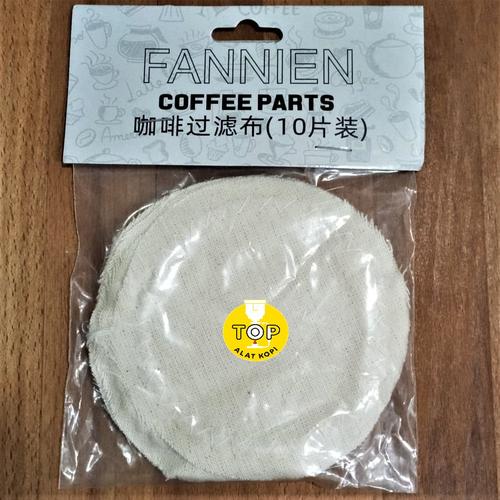 FANNIEN
COFFEE PARTS
咖啡过滤布(10片装)
TOP
ALAT KOPI